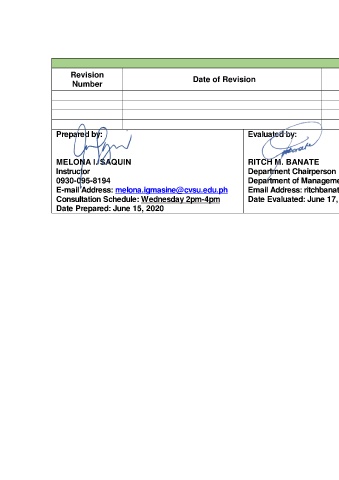 Revision Number
Date of Revision
Prepared by:
MELONA I. SAQUIN
Instructor
0930-095-8194
E-mail Address: melona.igmasine@cvsu.edu.ph
Consultation Schedule: Wednesday 2pm-4pm
Date Prepared: June 15, 2020
Evaluated by:
RITCH M. BANATE
Department Chairperson
Department of Manageme
Email Address: ritchbanat
Date Evaluated: June 17,